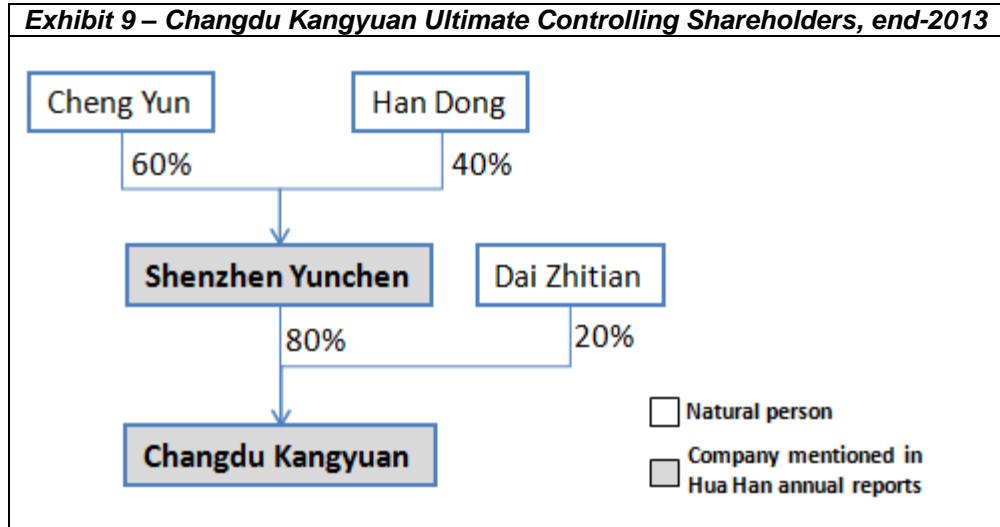 Exhibit 9 – Changdu Kangyuan Ultimate Controlling Shareholders, end-2013
Cheng Yun
Han Dong
60%
40%
Shenzhen Yunchen
Dai Zhitian
80%
20%
Changdu Kangyuan
Natural person
Company mentioned in
Hua Han annual reports